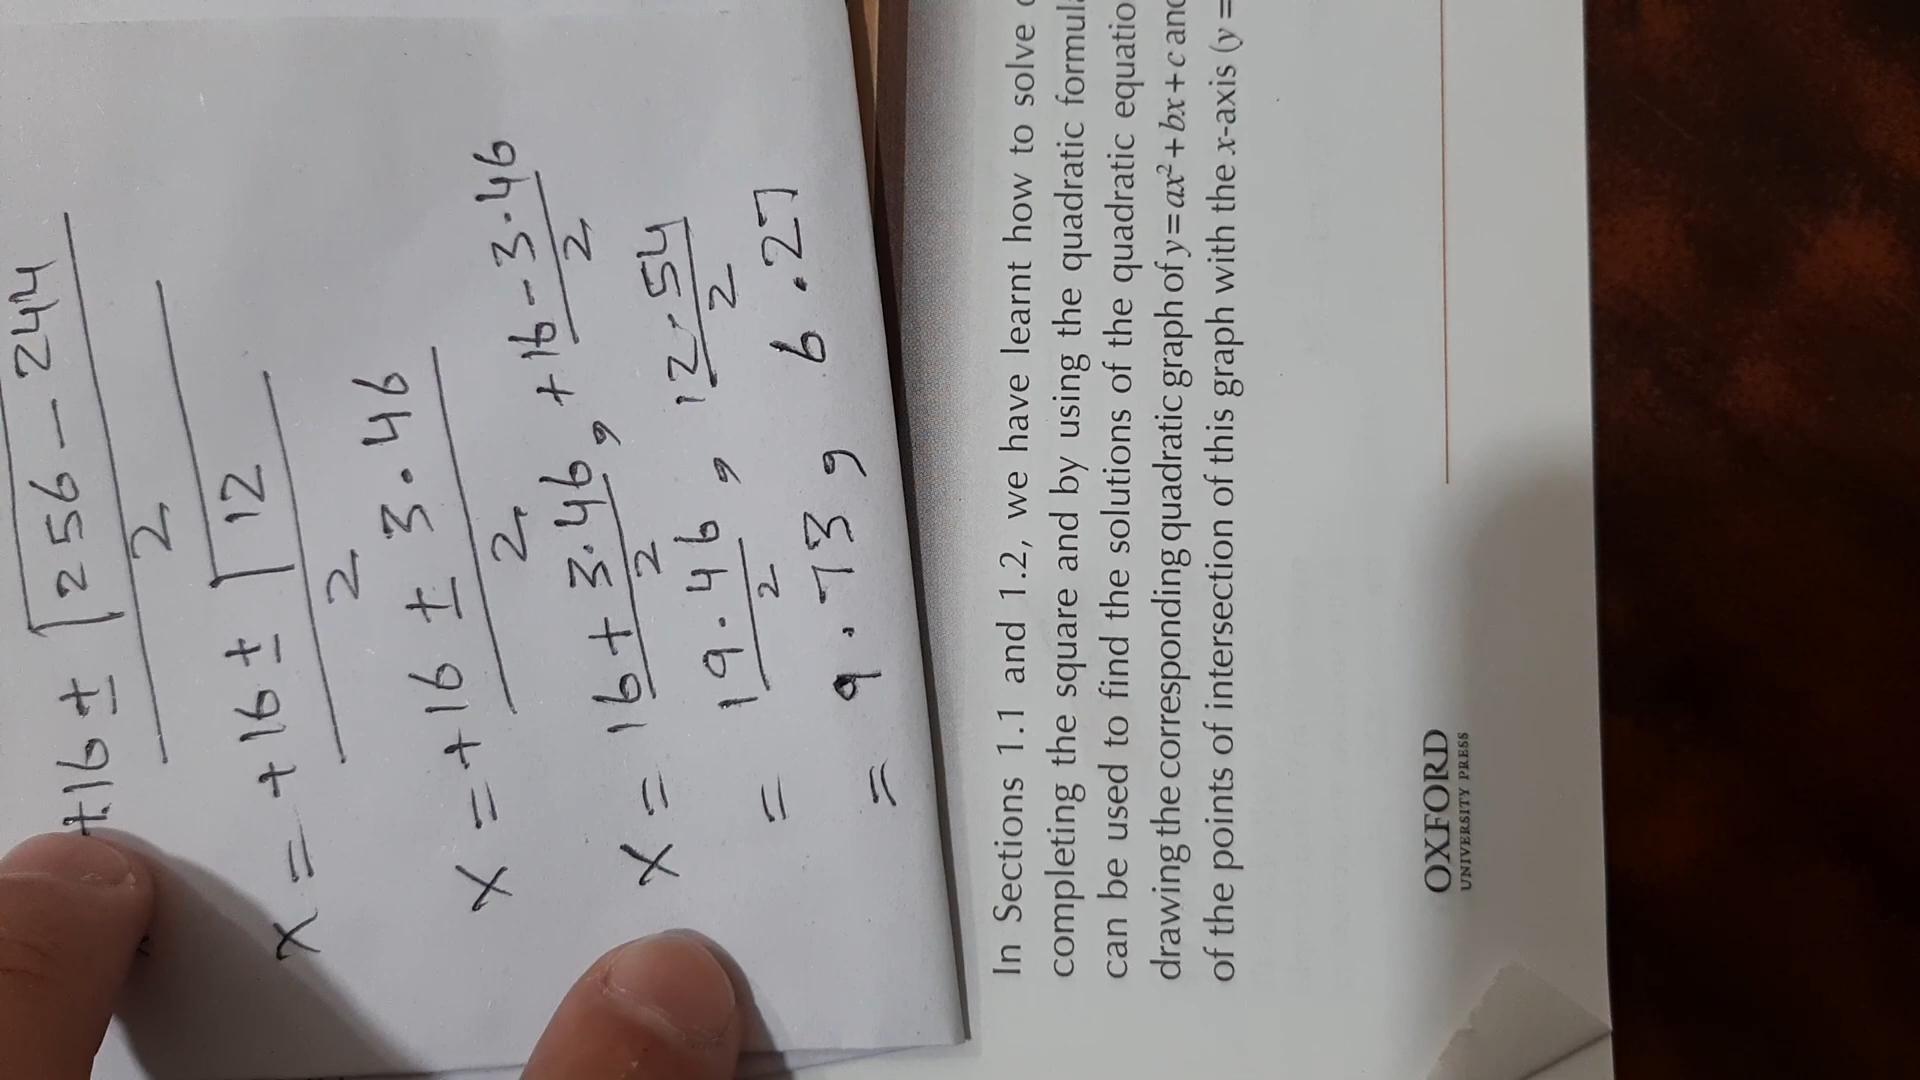 +16 ± √256 - 244
2
x = +16 ± √12
2
x = +16 ± 3.46
2
x = 16 + 3.46 , +16 - 3.46
2 2
= 19.46 , 12.54
2 2
= 9.73 , 6.27
In Sections 1.1 and 1.2, we have learnt how to solve
completing the square and by using the quadratic
can be used to find the solutions of the quadratic
drawing the corresponding quadratic graph of y = ax² + bx + c
of the points of intersection of this graph with the x-axis (y =
OXFORD
UNIVERSITY PRESS